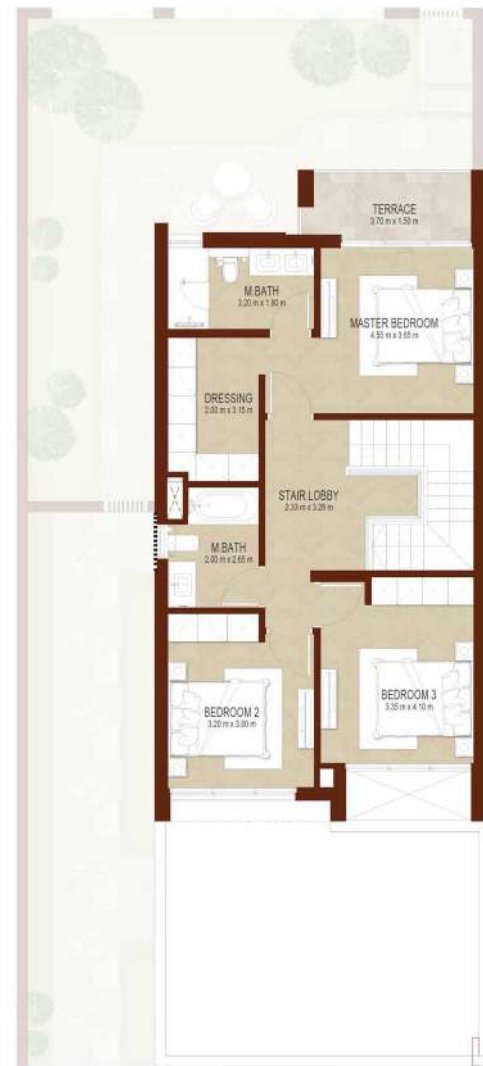 TERRACE
3.70 m x 1.50 m
M.BATH
3.20 m x 1.80 m
MASTER BEDROOM
4.55 m x 3.65 m
DRESSING
2.00 m x 3.15 m
STAIR LOBBY
2.33 m x 3.28 m
M.BATH
2.00 m x 2.65 m
BEDROOM 2
3.20 m x 3.60 m
BEDROOM 3
3.35 m x 4.10 m